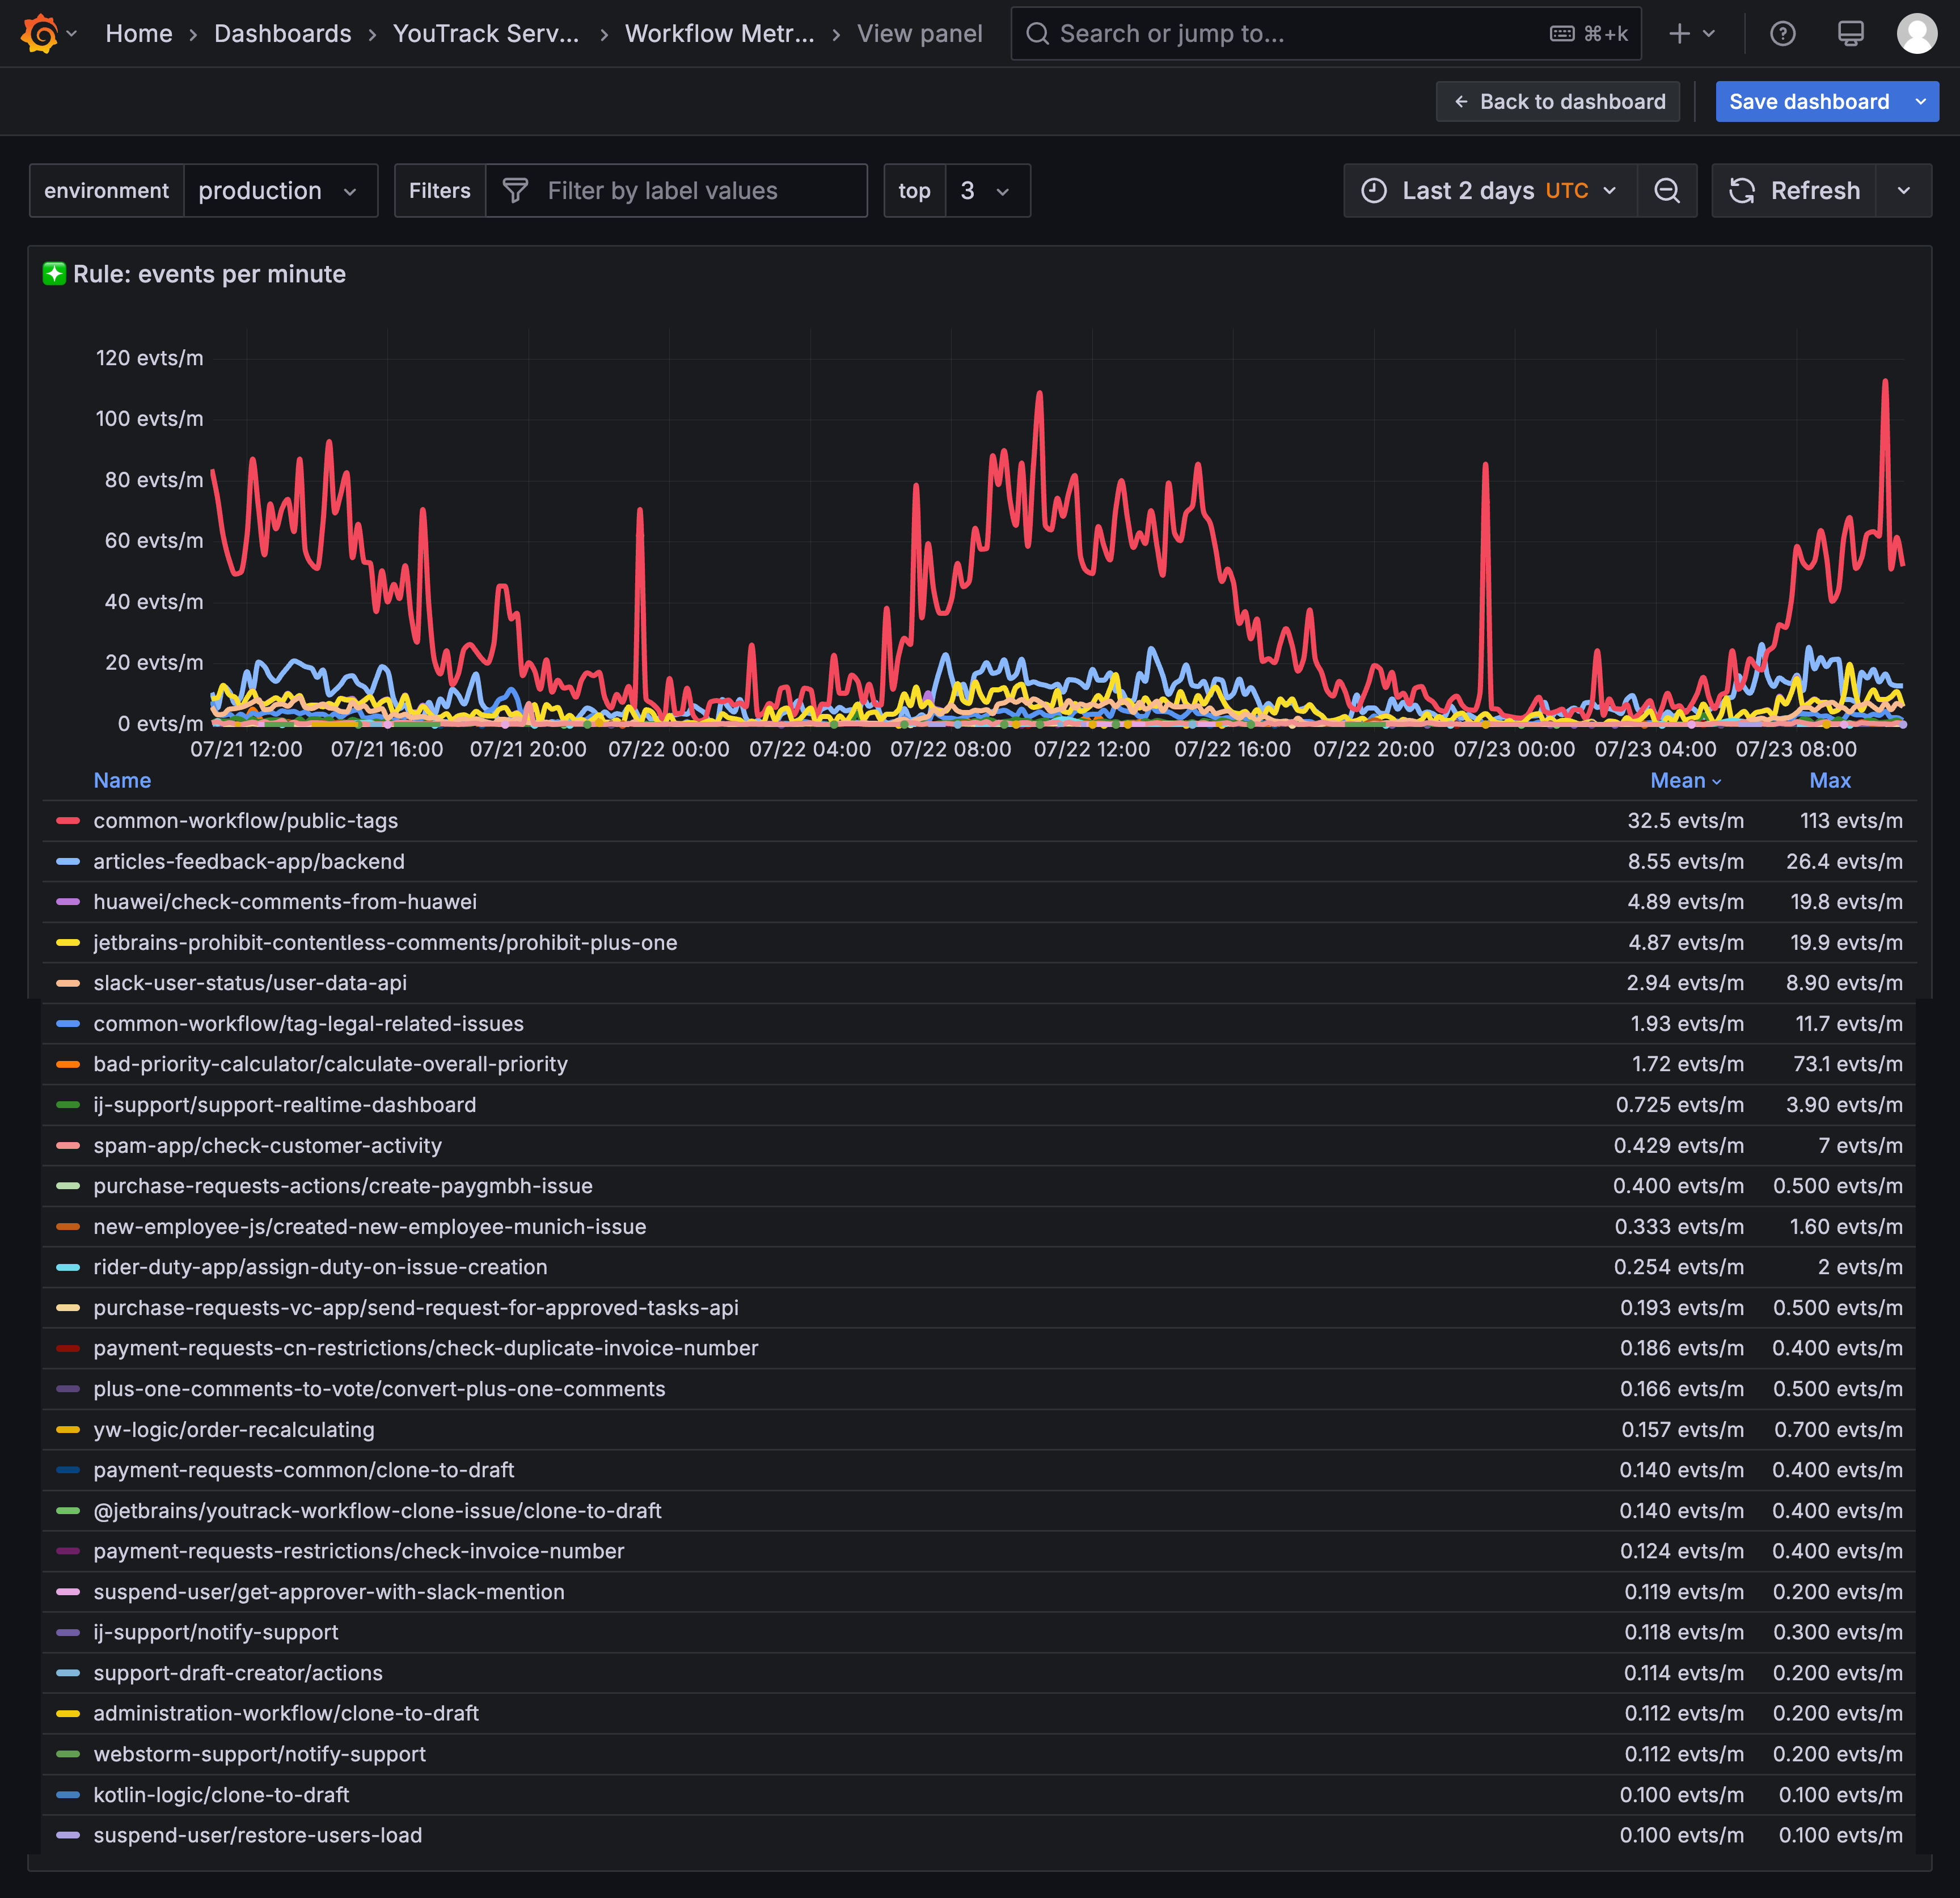 Home › Dashboards › YouTrack Serv... › Workflow Metr... › View panel Search or jump to... ⌘+k
← Back to dashboard Save dashboard
environment production Filters Filter by label values top 3 Last 2 days UTC Refresh
Rule: events per minute
120 evts/m
100 evts/m
80 evts/m
60 evts/m
40 evts/m
20 evts/m
0 evts/m
07/21 12:00 07/21 16:00 07/21 20:00 07/22 00:00 07/22 04:00 07/22 08:00 07/22 12:00 07/22 16:00 07/22 20:00 07/23 00:00 07/23 04:00 07/23 08:00
Name Mean Max
common-workflow/public-tags 32.5 evts/m 113 evts/m
articles-feedback-app/backend 8.55 evts/m 26.4 evts/m
huawei/check-comments-from-huawei 4.89 evts/m 19.8 evts/m
jetbrains-prohibit-contentless-comments/prohibit-plus-one 4.87 evts/m 19.9 evts/m
slack-user-status/user-data-api 2.94 evts/m 8.90 evts/m
common-workflow/tag-legal-related-issues 1.93 evts/m 11.7 evts/m
bad-priority-calculator/calculate-overall-priority 1.72 evts/m 73.1 evts/m
ij-support/support-realtime-dashboard 0.725 evts/m 3.90 evts/m
spam-app/check-customer-activity 0.429 evts/m 7 evts/m
purchase-requests-actions/create-paygmbh-issue 0.400 evts/m 0.500 evts/m
new-employee-js/created-new-employee-munich-issue 0.333 evts/m 1.60 evts/m
rider-duty-app/assign-duty-on-issue-creation 0.254 evts/m 2 evts/m
purchase-requests-vc-app/send-request-for-approved-tasks-api 0.193 evts/m 0.500 evts/m
payment-requests-cn-restrictions/check-duplicate-invoice-number 0.186 evts/m 0.400 evts/m
plus-one-comments-to-vote/convert-plus-one-comments 0.166 evts/m 0.500 evts/m
yw-logic/order-recalculating 0.157 evts/m 0.700 evts/m
payment-requests-common/clone-to-draft 0.140 evts/m 0.400 evts/m
@jetbrains/youtrack-workflow-clone-issue/clone-to-draft 0.140 evts/m 0.400 evts/m
payment-requests-restrictions/check-invoice-number 0.124 evts/m 0.400 evts/m
suspend-user/get-approver-with-slack-mention 0.119 evts/m 0.200 evts/m
ij-support/notify-support 0.118 evts/m 0.300 evts/m
support-draft-creator/actions 0.114 evts/m 0.200 evts/m
administration-workflow/clone-to-draft 0.112 evts/m 0.200 evts/m
webstorm-support/notify-support 0.112 evts/m 0.200 evts/m
kotlin-logic/clone-to-draft 0.100 evts/m 0.100 evts/m
suspend-user/restore-users-load 0.100 evts/m 0.100 evts/m